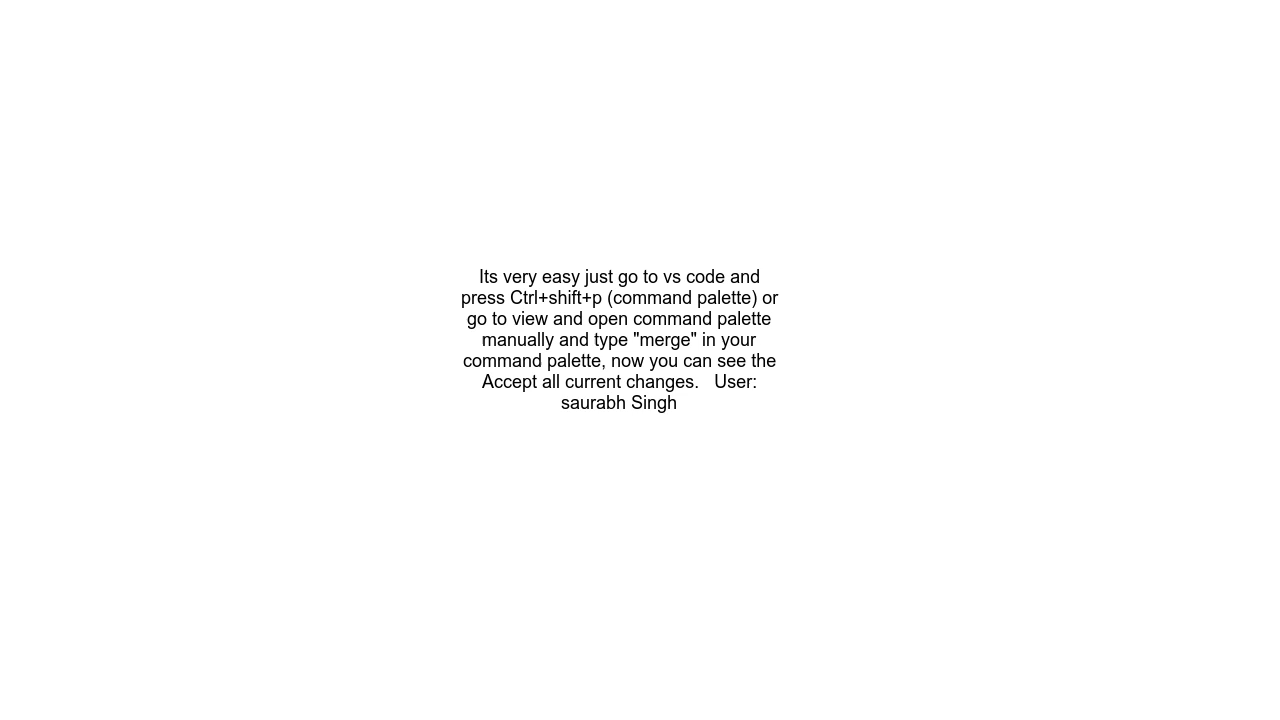 Its very easy just go to vs code and
press Ctrl+shift+p (command palette) or
go to view and open command palette
manually and type "merge" in your
command palette, now you can see the
Accept all current changes.   User:
saurabh Singh